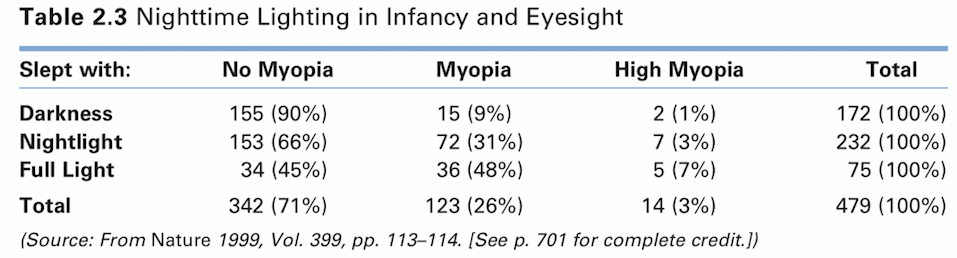 Table 2.3 Nighttime Lighting in Infancy and Eyesight
Slept with: No Myopia Myopia High Myopia Total
Darkness 155 (90%) 15 (9%) 2 (1%) 172 (100%)
Nightlight 153 (66%) 72 (31%) 7 (3%) 232 (100%)
Full Light 34 (45%) 36 (48%) 5 (7%) 75 (100%)
Total 342 (71%) 123 (26%) 14 (3%) 479 (100%)
(Source: From Nature 1999, Vol. 399, pp. 113–114. [See p. 701 for complete credit.])